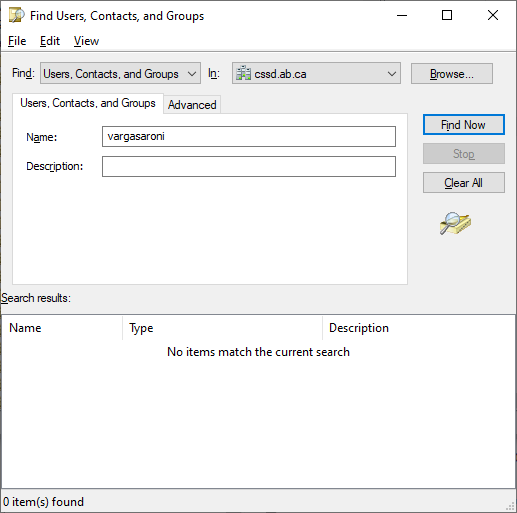 Find Users, Contacts, and Groups
File Edit View
Find: Users, Contacts, and Groups In: cssd.ab.ca Browse...
Users, Contacts, and Groups Advanced
Name: vargasaroni
Description:
Find Now
Stop
Clear All
Search results:
Name Type Description
No items match the current search
0 item(s) found